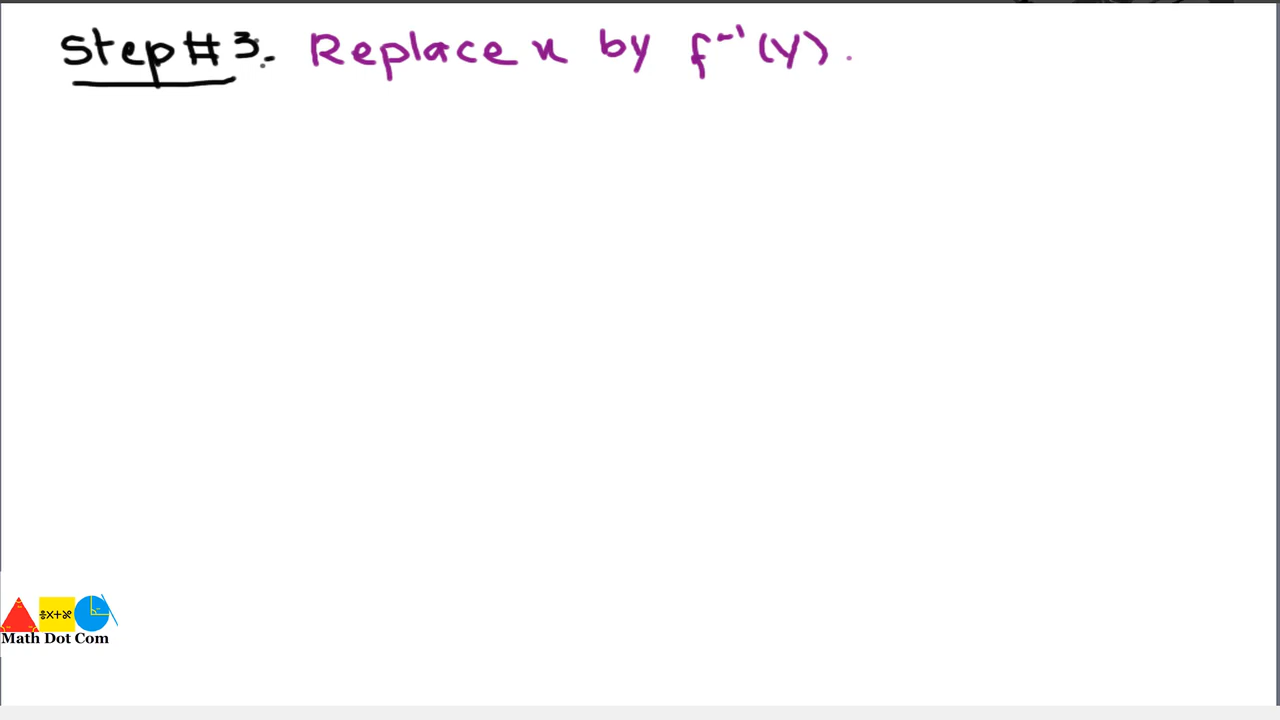 Step#3:- Replace x by f⁻¹(y).
÷x+
Math Dot Com